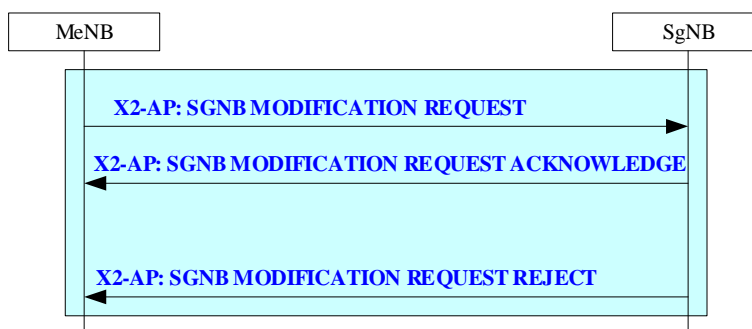 MeNB
SgNB
X2-AP: SGNB MODIFICATION REQUEST
X2-AP: SGNB MODIFICATION REQUEST ACKNOWLEDGE
X2-AP: SGNB MODIFICATION REQUEST REJECT